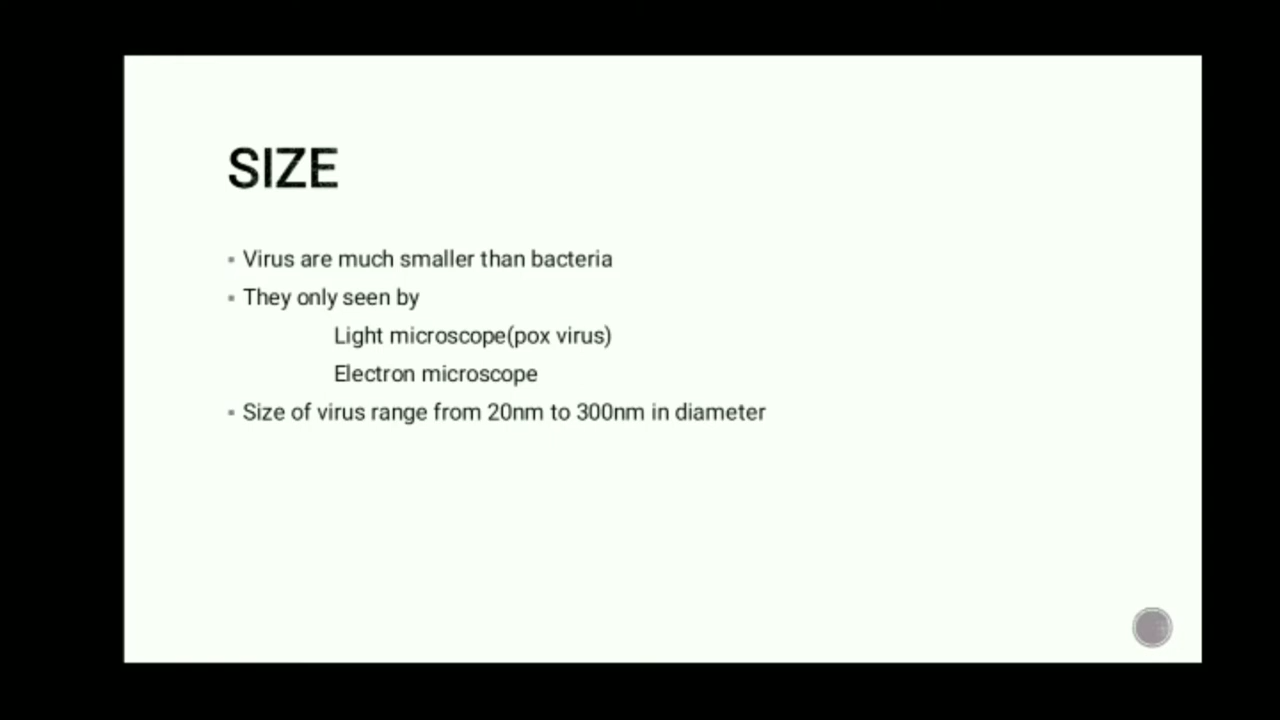 SIZE
▪ Virus are much smaller than bacteria
▪ They only seen by
Light microscope(pox virus)
Electron microscope
▪ Size of virus range from 20nm to 300nm in diameter